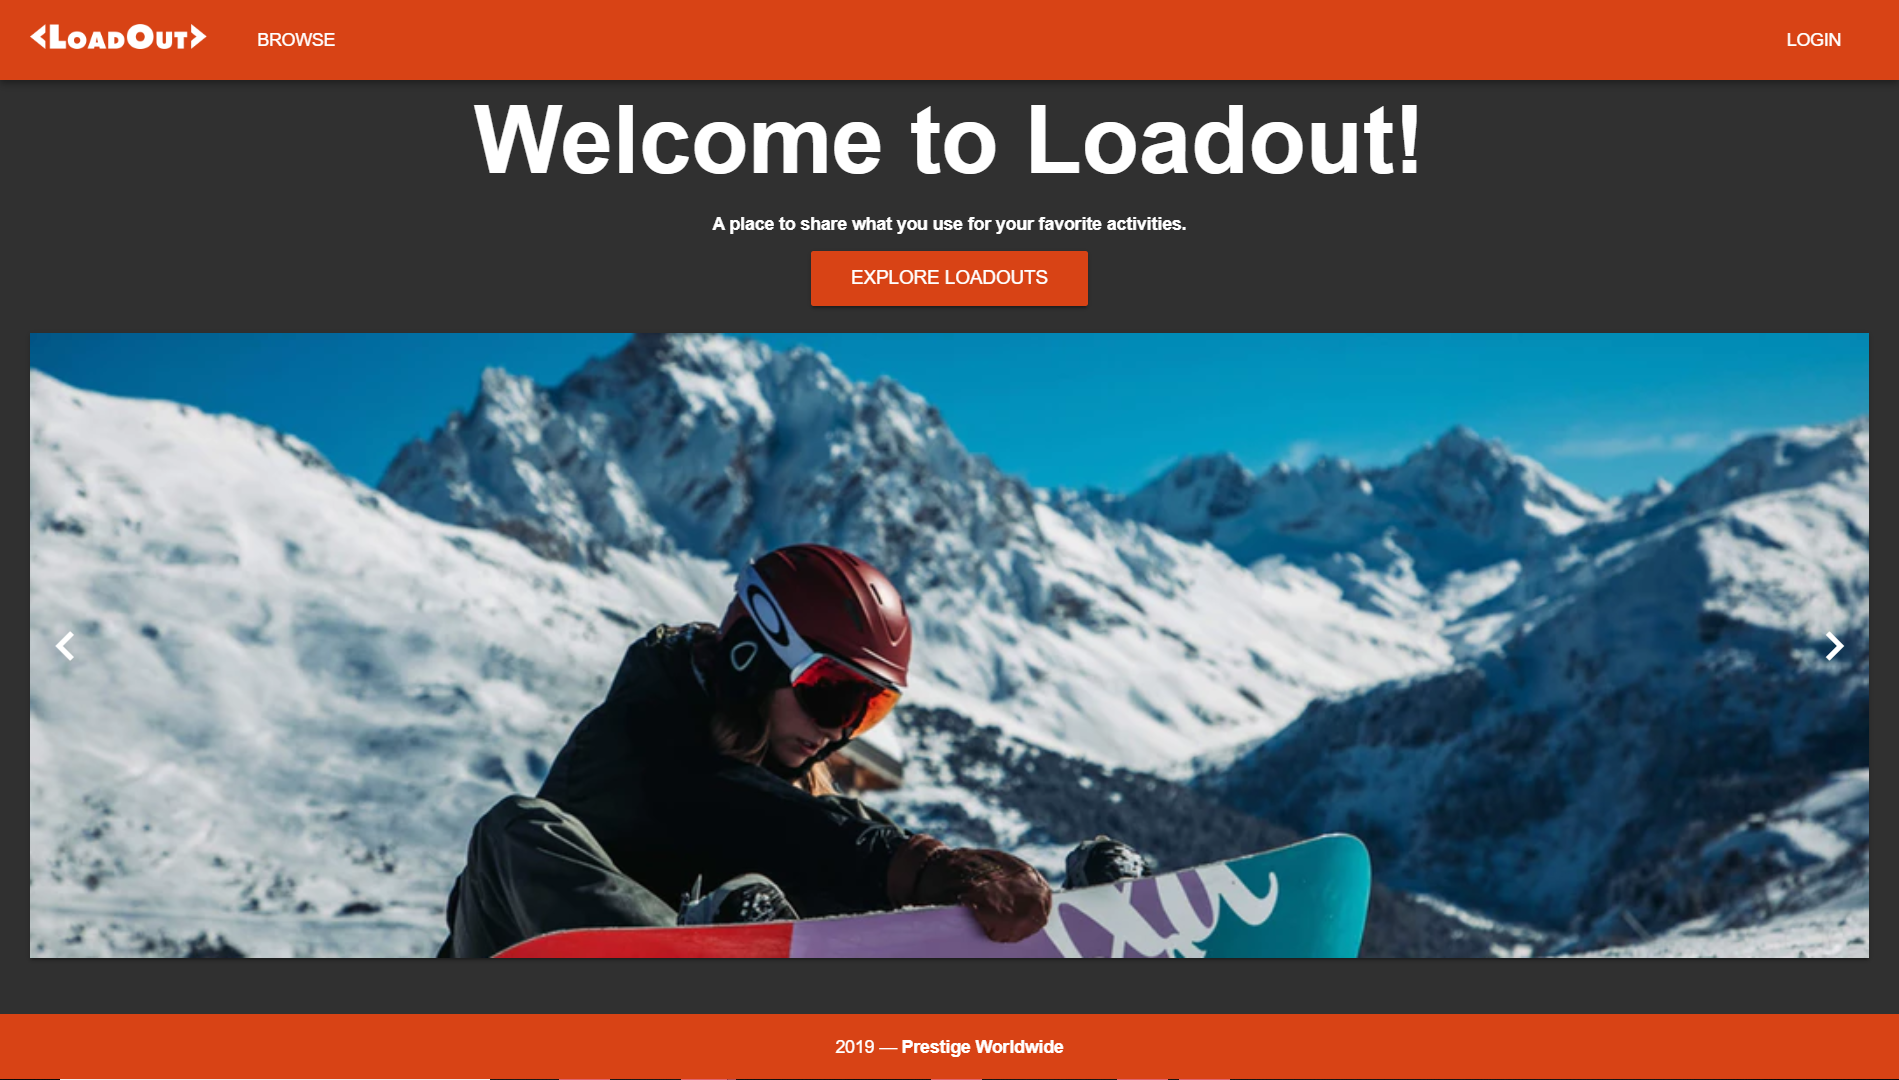 <LoadOut>
BROWSE
LOGIN
Welcome to Loadout!
A place to share what you use for your favorite activities.
EXPLORE LOADOUTS
2019 — Prestige Worldwide